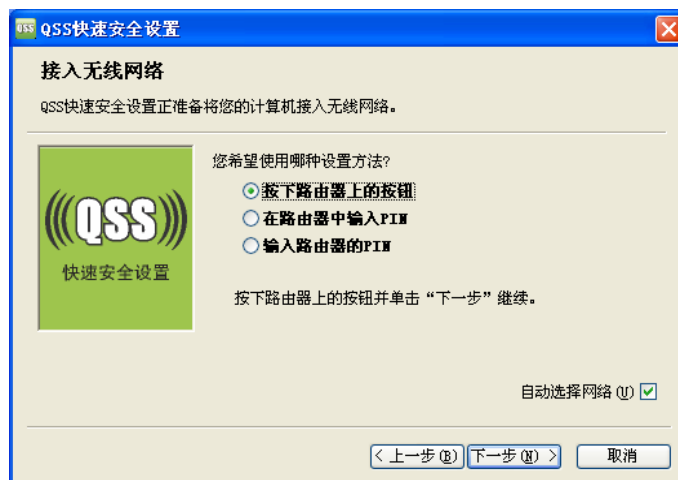 QSS QSS快速安全设置
接入无线网络
QSS快速安全设置正准备将您的计算机接入无线网络。
您希望使用哪种设置方法?
按下路由器上的按钮
在路由器中输入PIN
输入路由器的PIN
QSS
快速安全设置
按下路由器上的按钮并单击“下一步”继续。
自动选择网络(U)
< 上一步(B) 下一步(N) > 取消